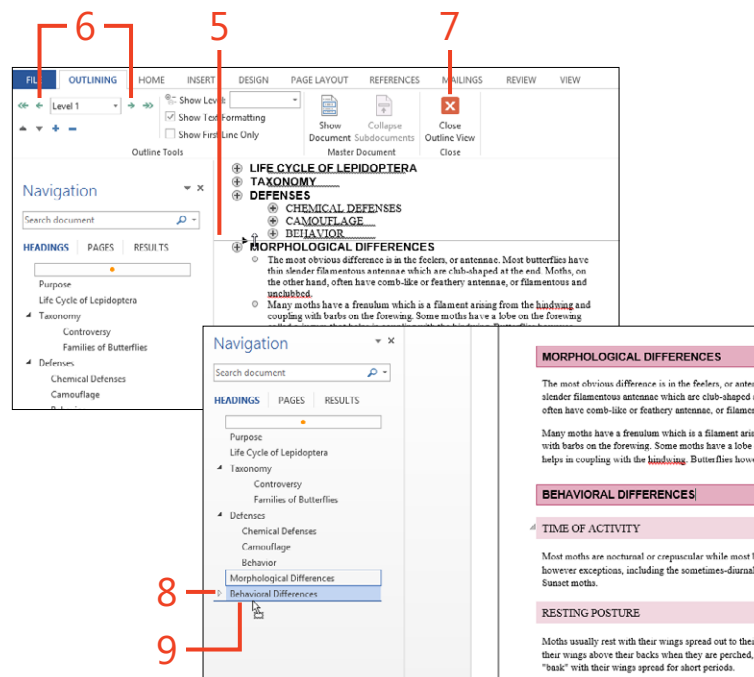 6
5
7
FILE OUTLINING HOME INSERT DESIGN PAGE LAYOUT REFERENCES MAILINGS REVIEW VIEW
Level 1
Show Level:
Show Text Formatting
Show First Line Only
Show Document
Collapse Subdocuments
Close Outline View
Outline Tools
Master Document
Close
Navigation
Search document
HEADINGS PAGES RESULTS
Purpose
Life Cycle of Lepidoptera
Taxonomy
Controversy
Families of Butterflies
Defenses
Chemical Defenses
Camouflage
LIFE CYCLE OF LEPIDOPTERA
TAXONOMY
DEFENSES
CHEMICAL DEFENSES
CAMOUFLAGE
BEHAVIOR
MORPHOLOGICAL DIFFERENCES
The most obvious difference is in the feelers, or antennae. Most butterflies have
thin slender filamentous antennae which are club-shaped at the end. Moths, on
the other hand, often have comb-like or feathery antennae, or filamentous and
unclubbed.
Many moths have a frenulum which is a filament arising from the hindwing and
coupling with barbs on the forewing. Some moths have a lobe on the forewing
Navigation
Search document
HEADINGS PAGES RESULTS
Purpose
Life Cycle of Lepidoptera
Taxonomy
Controversy
Families of Butterflies
Defenses
Chemical Defenses
Camouflage
Behavior
Morphological Differences
Behavioral Differences
8
9
MORPHOLOGICAL DIFFERENCES
The most obvious difference is in the feelers, or
slender filamentous antennae which are club-shaped
often have comb-like or feathery antennae, or
Many moths have a frenulum which is a filament
with barbs on the forewing. Some moths have a lobe
helps in coupling with the hindwing. Butterflies
BEHAVIORAL DIFFERENCES
TIME OF ACTIVITY
Most moths are nocturnal or crepuscular while most
however exceptions, including the sometimes-diurnal
Sunset moths.
RESTING POSTURE
Moths usually rest with their wings spread out to
their wings above their backs when they are perched,
"bask" with their wings spread for short periods.